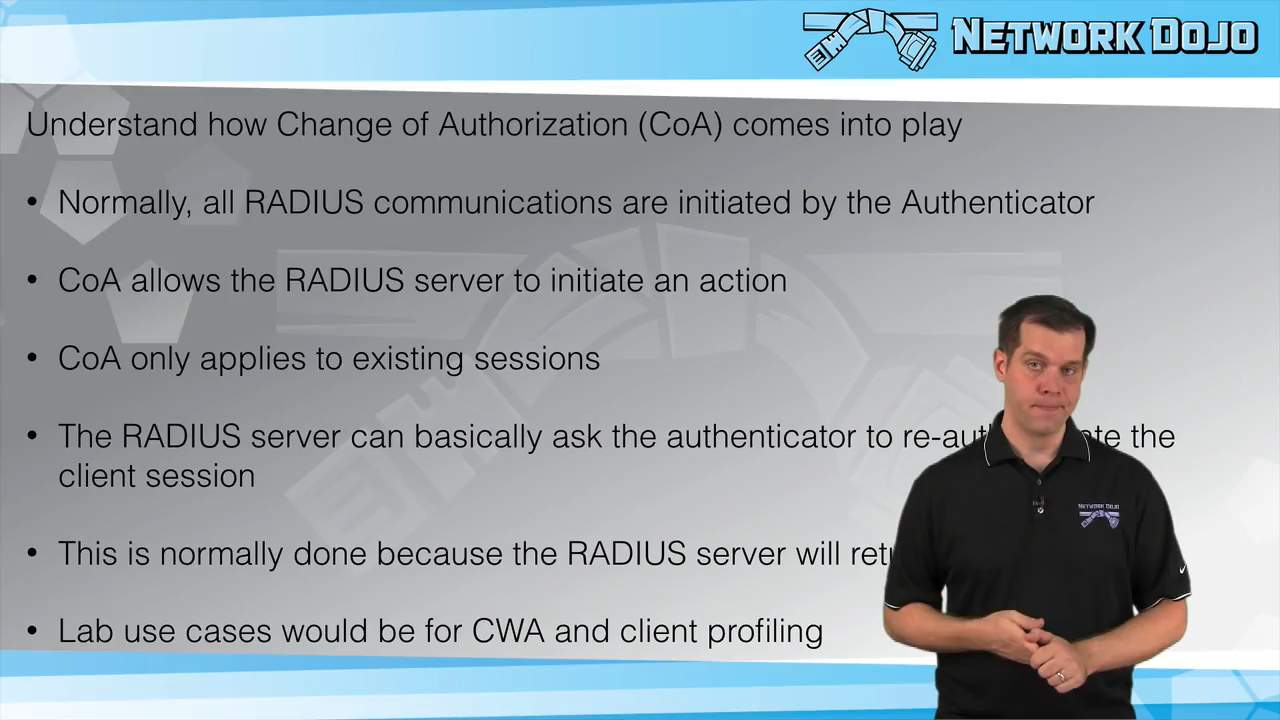 NETWORK DOJO
Understand how Change of Authorization (CoA) comes into play
• Normally, all RADIUS communications are initiated by the Authenticator
• CoA allows the RADIUS server to initiate an action
• CoA only applies to existing sessions
• The RADIUS server can basically ask the authenticator to the
client session
• This is normally done because the RADIUS server will
• Lab use cases would be for CWA and client profiling
NETWORK DOJO